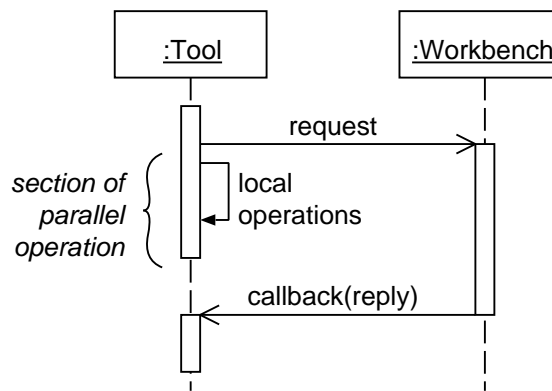 :Tool
:Workbench
request
section of
parallel
operation
local
operations
callback(reply)